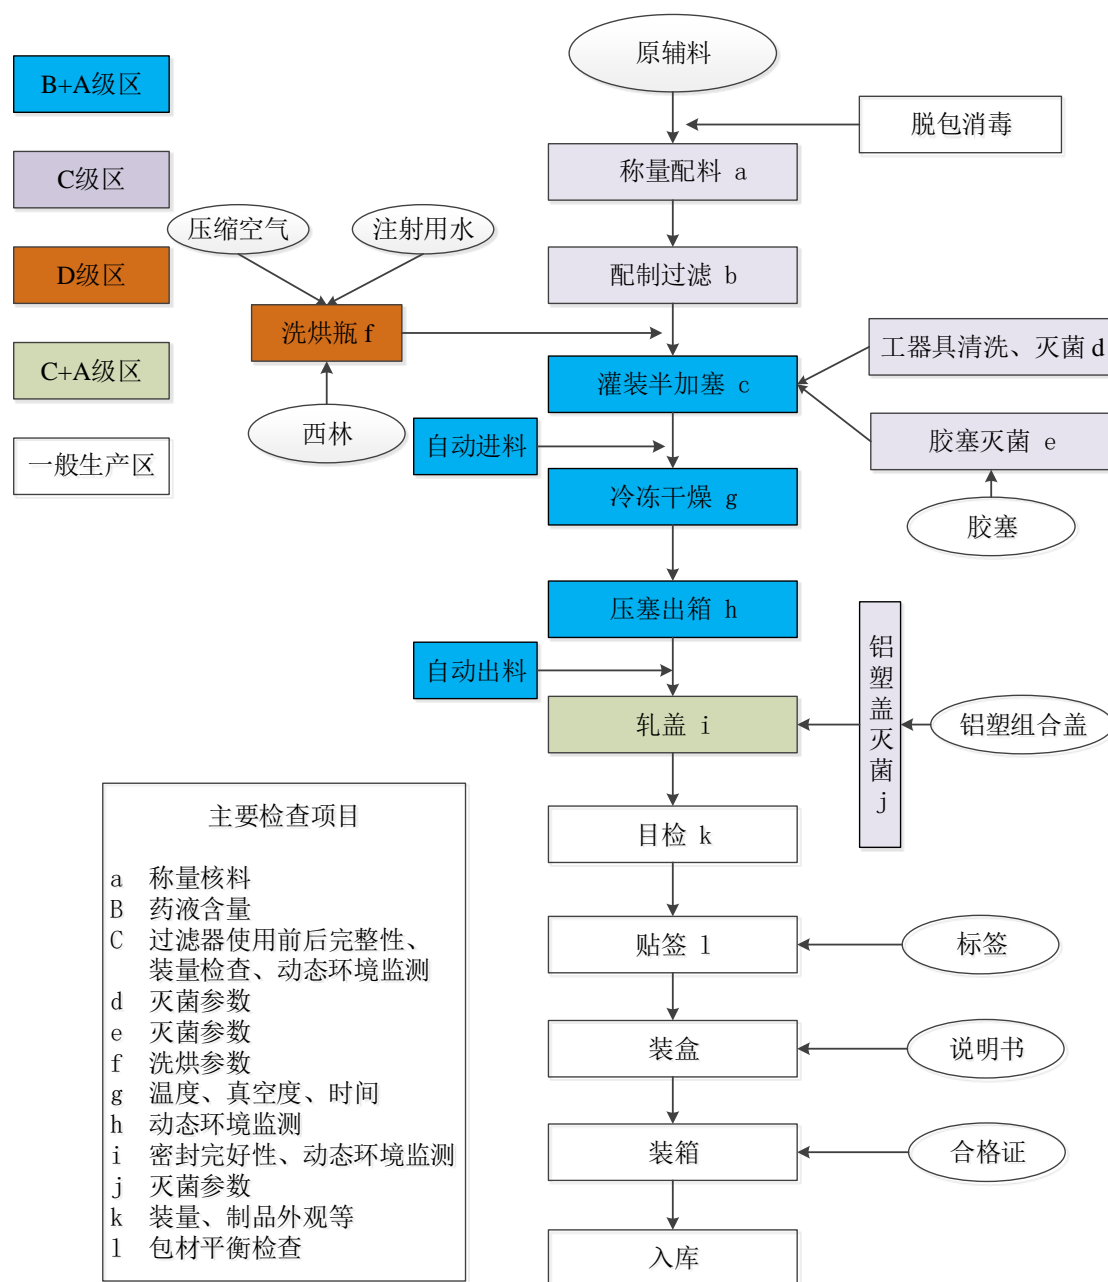 原辅料
B+A级区
脱包消毒
称量配料 a
C级区
压缩空气
注射用水
D级区
配制过滤 b
洗烘瓶 f
工器具清洗、灭菌 d
C+A级区
灌装半加塞 c
西林
自动进料
胶塞灭菌 e
一般生产区
冷冻干燥 g
胶塞
压塞出箱 h
自动出料
铝塑盖灭菌 j
轧盖 i
铝塑组合盖
主要检查项目
目检 k
a 称量核料
B 药液含量
C 过滤器使用前后完整性、
装量检查、动态环境监测
d 灭菌参数
e 灭菌参数
f 洗烘参数
g 温度、真空度、时间
h 动态环境监测
i 密封完好性、动态环境监测
j 灭菌参数
k 装量、制品外观等
l 包材平衡检查
贴签 l
标签
装盒
说明书
装箱
合格证
入库